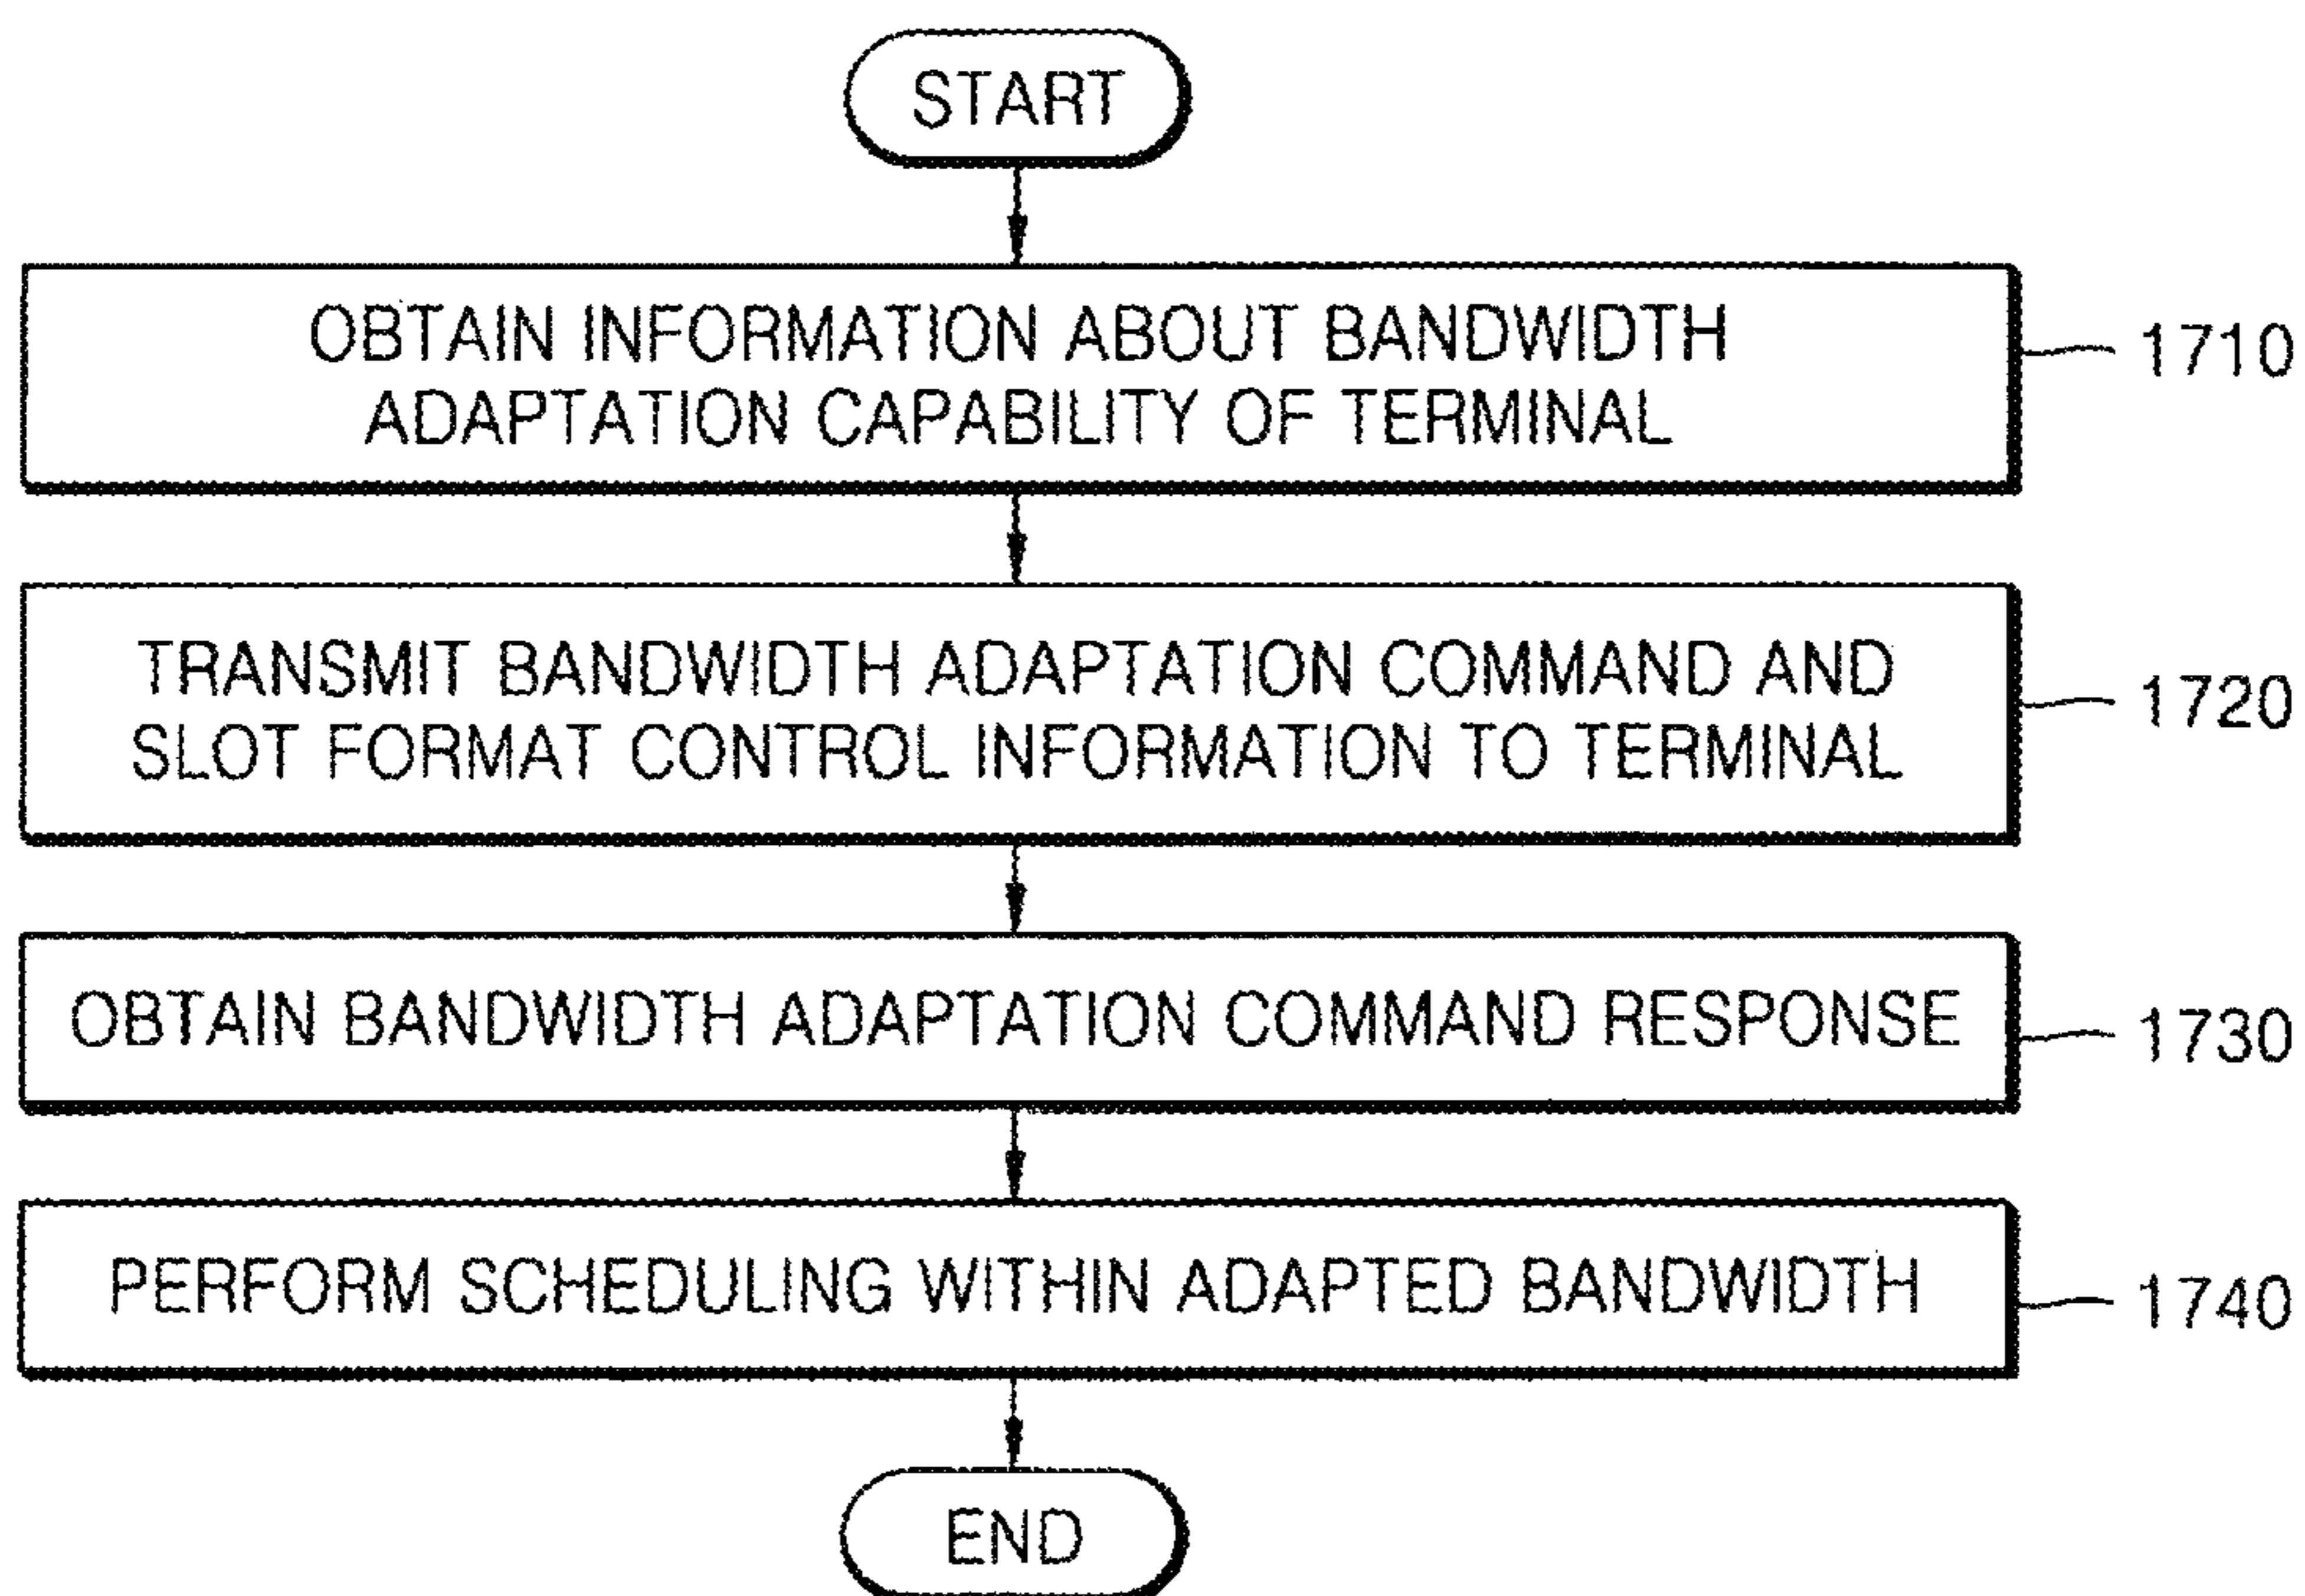 START
OBTAIN INFORMATION ABOUT BANDWIDTH
ADAPTATION CAPABILITY OF TERMINAL
1710
TRANSMIT BANDWIDTH ADAPTATION COMMAND AND
SLOT FORMAT CONTROL INFORMATION TO TERMINAL
1720
OBTAIN BANDWIDTH ADAPTATION COMMAND RESPONSE
1730
PERFORM SCHEDULING WITHIN ADAPTED BANDWIDTH
1740
END